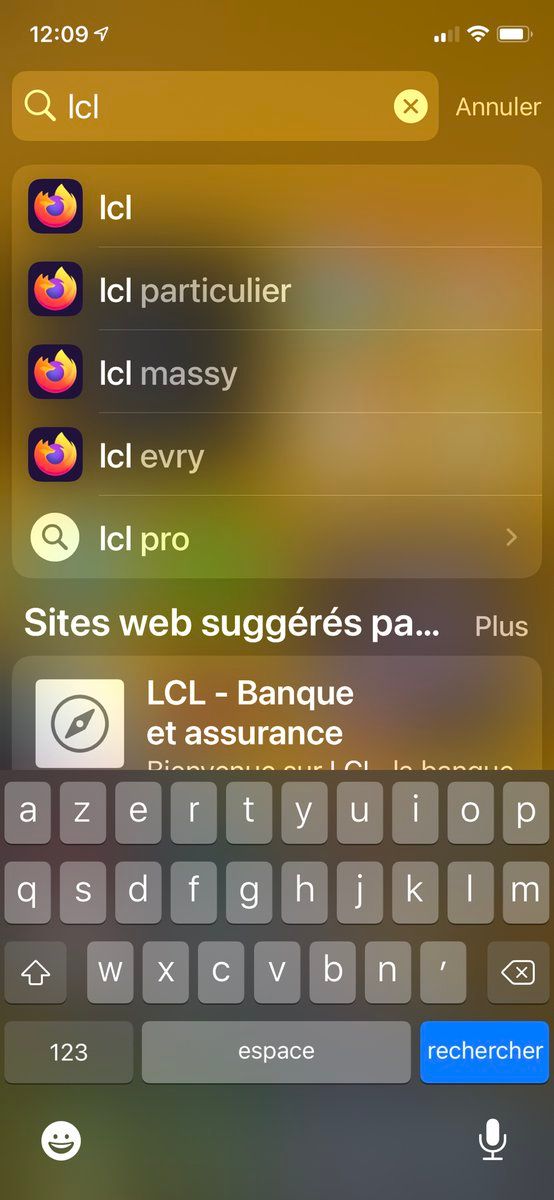 12:09
lcl
Annuler
lcl
lcl particulier
lcl massy
lcl evry
lcl pro
Sites web suggérés pa... Plus
LCL - Banque
et assurance
Bienvenue sur LCL, la banque
a z e r t y u i o p
q s d f g h j k l m
w x c v b n ′
123 espace rechercher